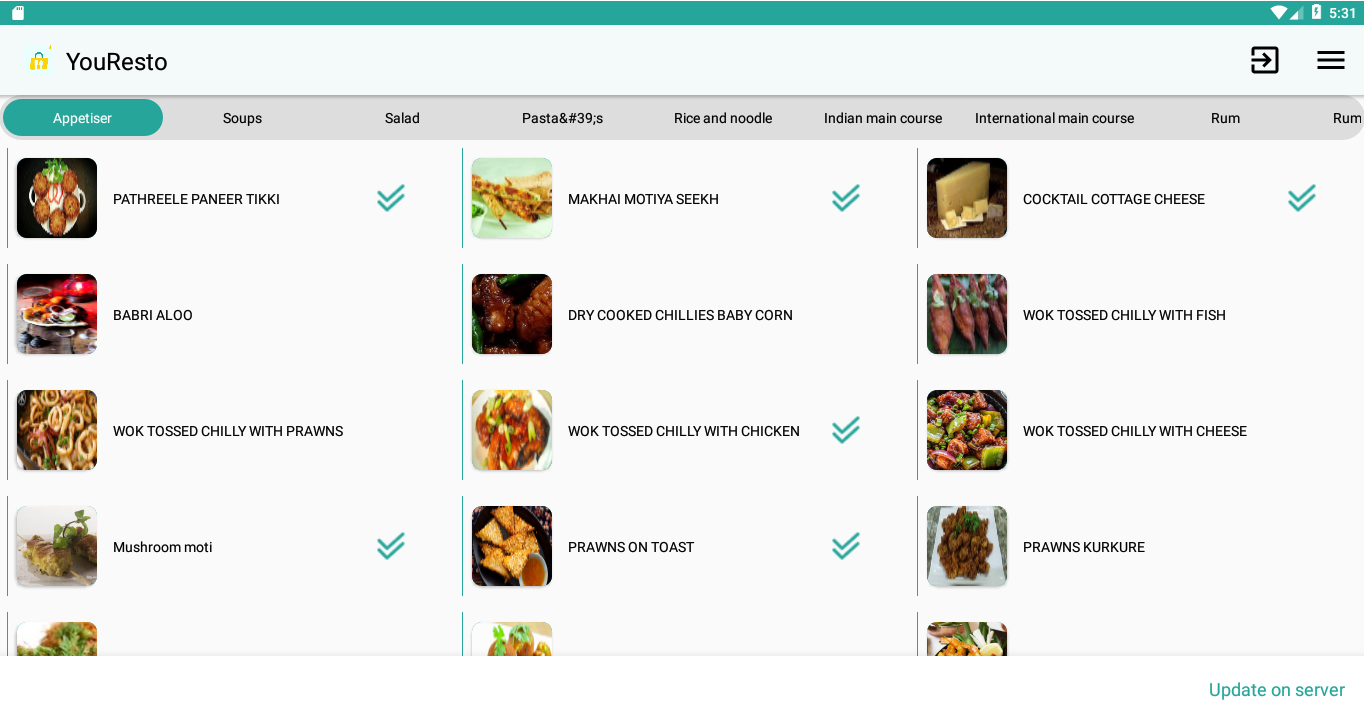 5:31
YouResto
Appetiser Soups Salad Pasta&#39;s Rice and noodle Indian main course International main course Rum Rum
PATHREELE PANEER TIKKI MAKHAI MOTIYA SEEKH COCKTAIL COTTAGE CHEESE
BABRI ALOO DRY COOKED CHILLIES BABY CORN WOK TOSSED CHILLY WITH FISH
WOK TOSSED CHILLY WITH PRAWNS WOK TOSSED CHILLY WITH CHICKEN WOK TOSSED CHILLY WITH CHEESE
Mushroom moti PRAWNS ON TOAST PRAWNS KURKURE
Update on server